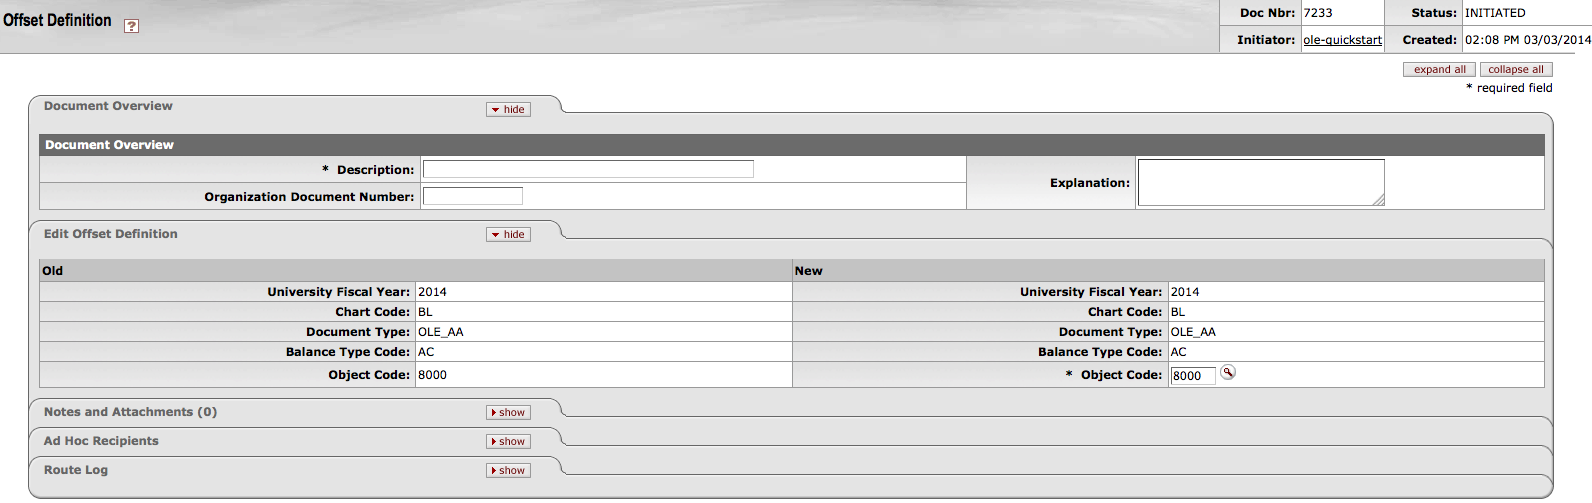 Offset Definition ?
Doc Nbr: 7233 Status: INITIATED
Initiator: ole-quickstart Created: 02:08 PM 03/03/2014
expand all collapse all
* required field
Document Overview hide
Document Overview
* Description:
Organization Document Number:
Explanation:
Edit Offset Definition hide
Old New
University Fiscal Year: 2014 University Fiscal Year: 2014
Chart Code: BL Chart Code: BL
Document Type: OLE_AA Document Type: OLE_AA
Balance Type Code: AC Balance Type Code: AC
Object Code: 8000 * Object Code: 8000
Notes and Attachments (0) show
Ad Hoc Recipients show
Route Log show